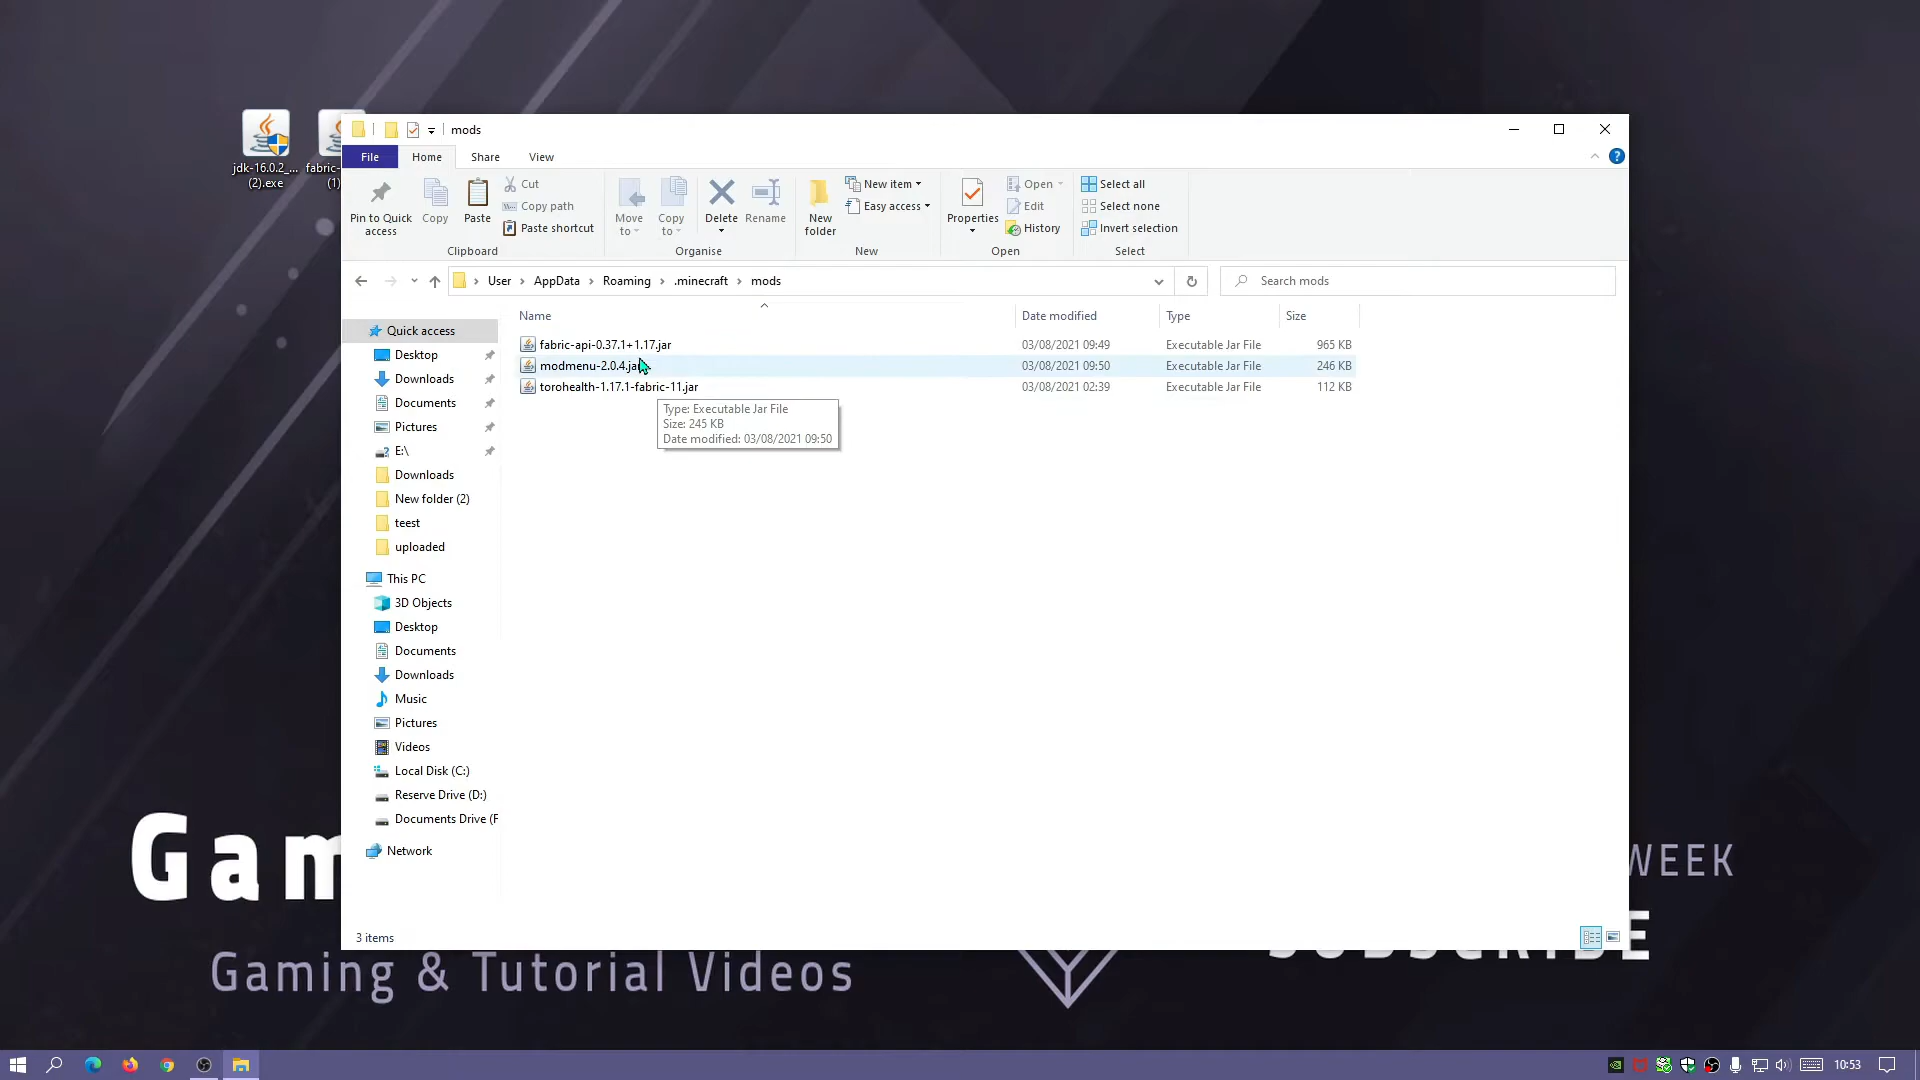 jdk-16.0.2_...
(2).exe
fabric-
(1)
mods
File
Home
Share
View
Pin to Quick
access
Copy
Paste
Cut
Copy path
Paste shortcut
Clipboard
Move
to
Copy
to
Delete
Rename
Organise
New
folder
New item
Easy access
New
Properties
Open
Edit
History
Open
Select all
Select none
Invert selection
Select
User
AppData
Roaming
.minecraft
mods
Search mods
Name
Date modified
Type
Size
fabric-api-0.37.1+1.17.jar
03/08/2021 09:49
Executable Jar File
965 KB
modmenu-2.0.4.jar
03/08/2021 09:50
Executable Jar File
246 KB
torohealth-1.17.1-fabric-11.jar
03/08/2021 02:39
Executable Jar File
112 KB
Type: Executable Jar File
Size: 245 KB
Date modified: 03/08/2021 09:50
Quick access
Desktop
Downloads
Documents
Pictures
E:\
Downloads
New folder (2)
teest
uploaded
This PC
3D Objects
Desktop
Documents
Downloads
Music
Pictures
Videos
Local Disk (C:)
Reserve Drive (D:)
Documents Drive (F
Network
3 items
Gam
WEEK
SUBSCRIBE
Gaming & Tutorial Videos
10:53